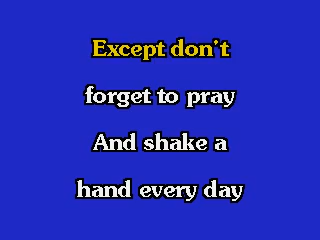 Except don't
forget to pray
And shake a
hand every day